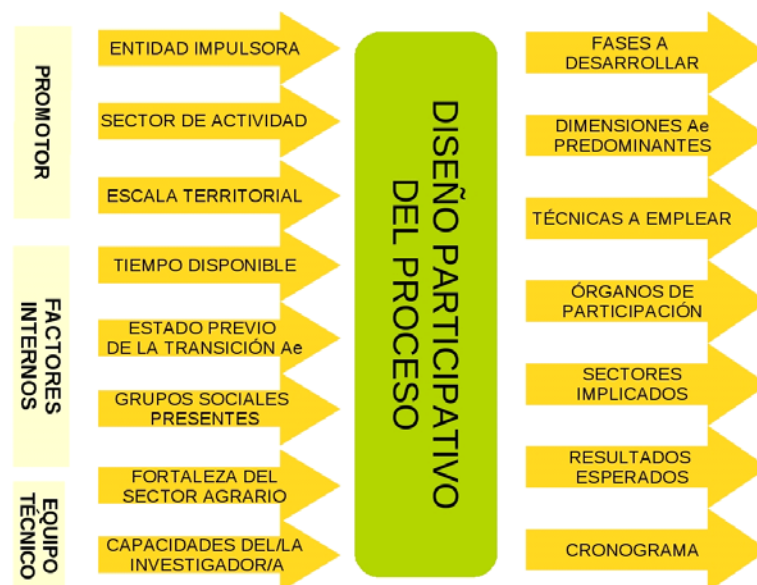 PROMOTOR
ENTIDAD IMPULSORA
SECTOR DE ACTIVIDAD
ESCALA TERRITORIAL
FACTORES
INTERNOS
TIEMPO DISPONIBLE
ESTADO PREVIO
DE LA TRANSICIÓN Ae
GRUPOS SOCIALES
PRESENTES
EQUIPO
TÉCNICO
FORTALEZA DEL
SECTOR AGRARIO
CAPACIDADES DEL/LA
INVESTIGADOR/A
DISEÑO PARTICIPATIVO
DEL PROCESO
FASES A
DESARROLLAR
DIMENSIONES Ae
PREDOMINANTES
TÉCNICAS A EMPLEAR
ÓRGANOS DE
PARTICIPACIÓN
SECTORES
IMPLICADOS
RESULTADOS
ESPERADOS
CRONOGRAMA